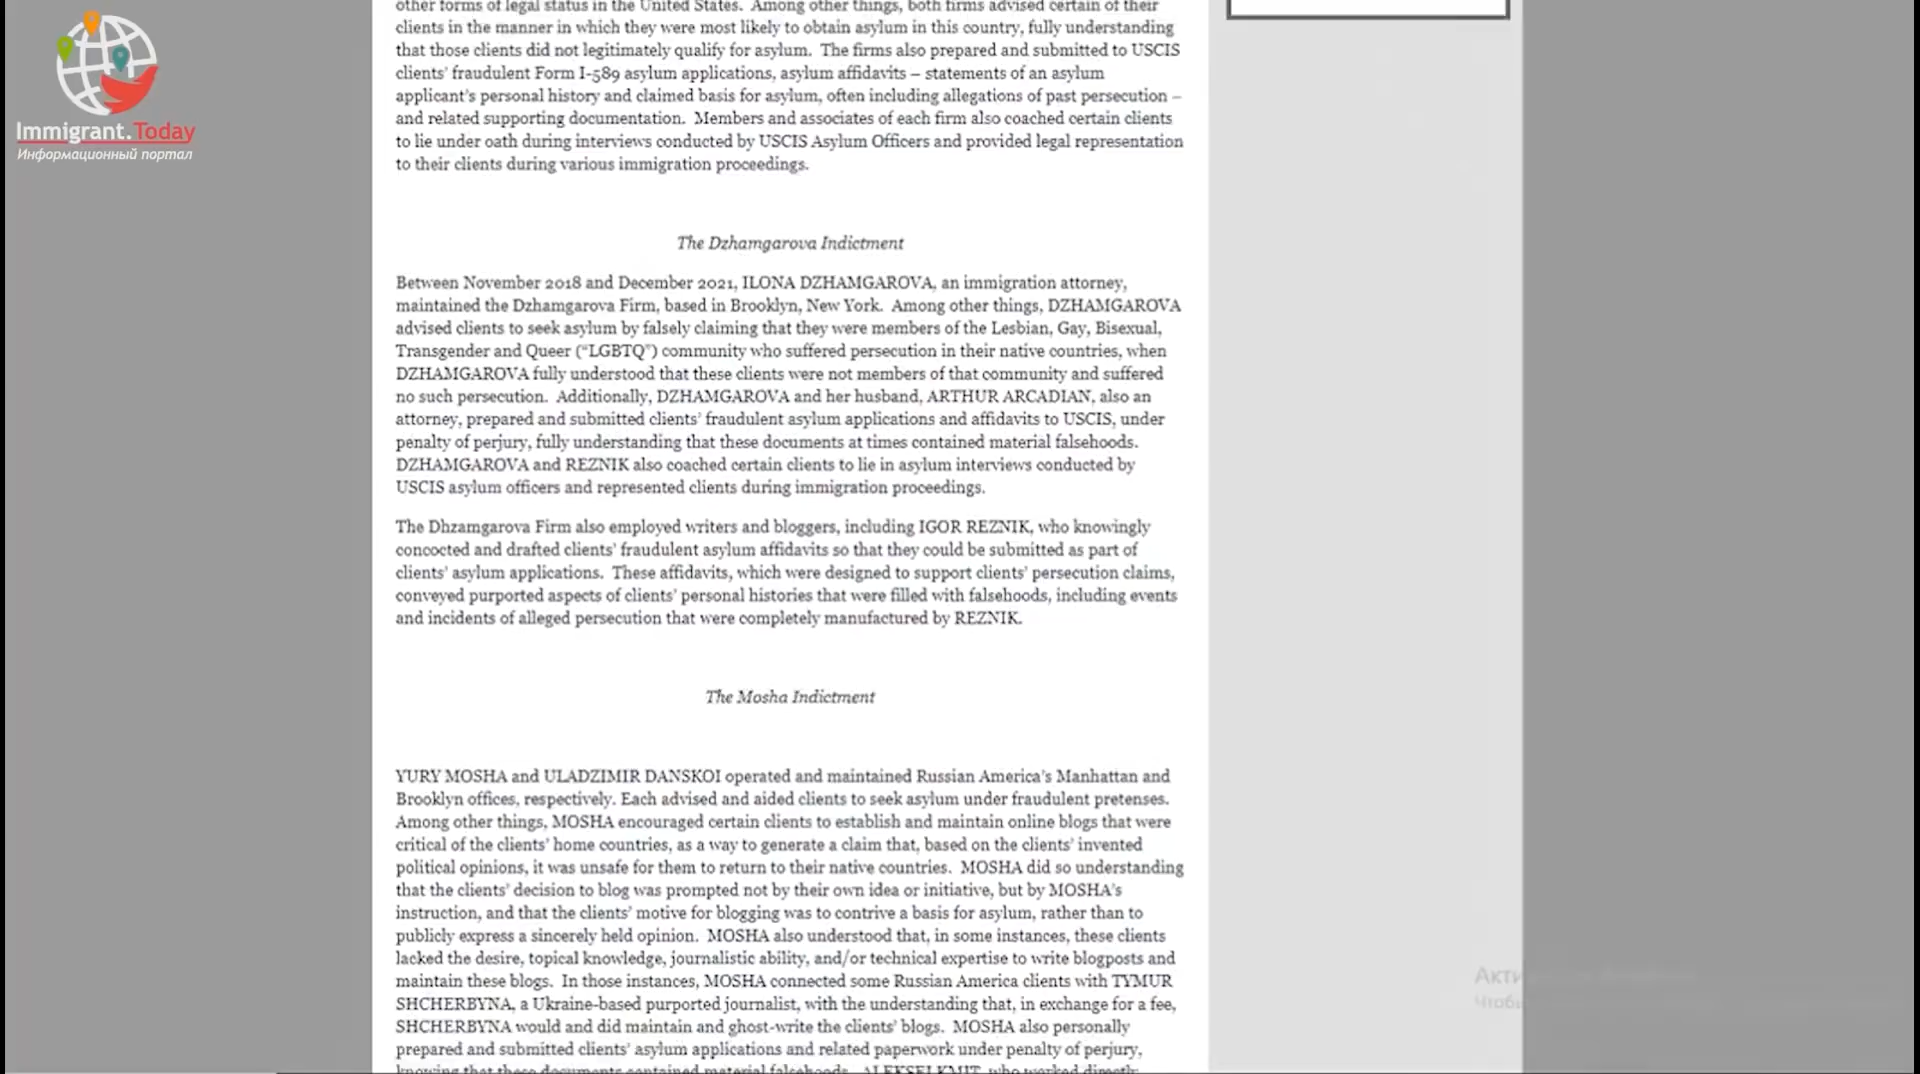 other forms of legal status in the United States. Among other things, both firms advised certain of their
clients in the manner in which they were most likely to obtain asylum in this country, fully understanding
that those clients did not legitimately qualify for asylum. The firms also prepared and submitted to USCIS
clients' fraudulent Form I-589 asylum applications, asylum affidavits – statements of an asylum
applicant's personal history and claimed basis for asylum, often including allegations of past persecution –
and related supporting documentation. Members and associates of each firm also coached certain clients
to lie under oath during interviews conducted by USCIS Asylum Officers and provided legal representation
to their clients during various immigration proceedings.
Immigrant.Today
Информационный портал
The Dzhamgarova Indictment
Between November 2018 and December 2021, ILONA DZHAMGAROVA, an immigration attorney,
maintained the Dzhamgarova Firm, based in Brooklyn, New York. Among other things, DZHAMGAROVA
advised clients to seek asylum by falsely claiming that they were members of the Lesbian, Gay, Bisexual,
Transgender and Queer ("LGBTQ") community who suffered persecution in their native countries, when
DZHAMGAROVA fully understood that these clients were not members of that community and suffered
no such persecution. Additionally, DZHAMGAROVA and her husband, ARTHUR ARCADIAN, also an
attorney, prepared and submitted clients' fraudulent asylum applications and affidavits to USCIS, under
penalty of perjury, fully understanding that these documents at times contained material falsehoods.
DZHAMGAROVA and REZNIK also coached certain clients to lie in asylum interviews conducted by
USCIS asylum officers and represented clients during immigration proceedings.
The Dhzamgarova Firm also employed writers and bloggers, including IGOR REZNIK, who knowingly
concocted and drafted clients' fraudulent asylum affidavits so that they could be submitted as part of
clients' asylum applications. These affidavits, which were designed to support clients' persecution claims,
conveyed purported aspects of clients' personal histories that were filled with falsehoods, including events
and incidents of alleged persecution that were completely manufactured by REZNIK.
The Mosha Indictment
YURY MOSHA and ULADZIMIR DANSKOI operated and maintained Russian America's Manhattan and
Brooklyn offices, respectively. Each advised and aided clients to seek asylum under fraudulent pretenses.
Among other things, MOSHA encouraged certain clients to establish and maintain online blogs that were
critical of the clients' home countries, as a way to generate a claim that, based on the clients' invented
political opinions, it was unsafe for them to return to their native countries. MOSHA did so understanding
that the clients' decision to blog was prompted not by their own idea or initiative, but by MOSHA's
instruction, and that the clients' motive for blogging was to contrive a basis for asylum, rather than to
publicly express a sincerely held opinion. MOSHA also understood that, in some instances, these clients
lacked the desire, topical knowledge, journalistic ability, and/or technical expertise to write blogposts and
maintain these blogs. In those instances, MOSHA connected some Russian America clients with TYMUR
SHCHERBYNA, a Ukraine-based purported journalist, with the understanding that, in exchange for a fee,
SHCHERBYNA would and did maintain and ghost-write the clients' blogs. MOSHA also personally
prepared and submitted clients' asylum applications and related paperwork under penalty of perjury,
knowing that these documents contained material falsehoods. ALEKSEI KMIT, who worked directly